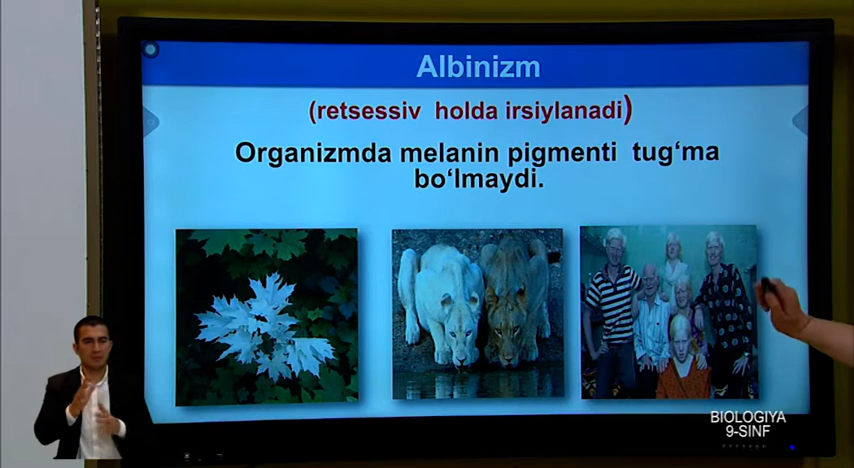 Albinizm
(retsessiv holda irsiylanadi)
Organizmda melanin pigmenti tug‘ma
bo‘lmaydi.
BIOLOGIYA
9-SINF